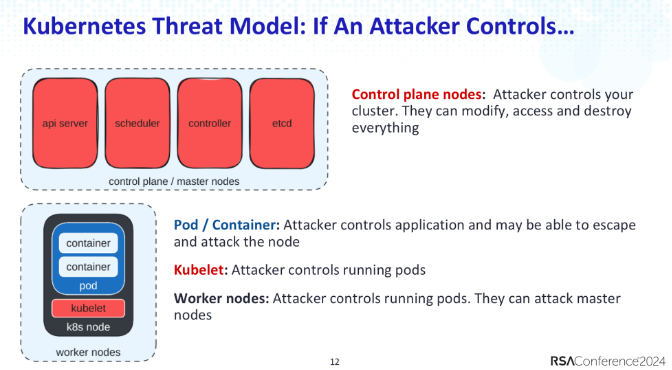 Kubernetes Threat Model: If An Attacker Controls...
api server
scheduler
controller
etcd
control plane / master nodes
Control plane nodes: Attacker controls your
cluster. They can modify, access and destroy
everything
container
container
pod
kubelet
k8s node
worker nodes
Pod / Container: Attacker controls application and may be able to escape
and attack the node
Kubelet: Attacker controls running pods
Worker nodes: Attacker controls running pods. They can attack master
nodes
12
RSAConference2024